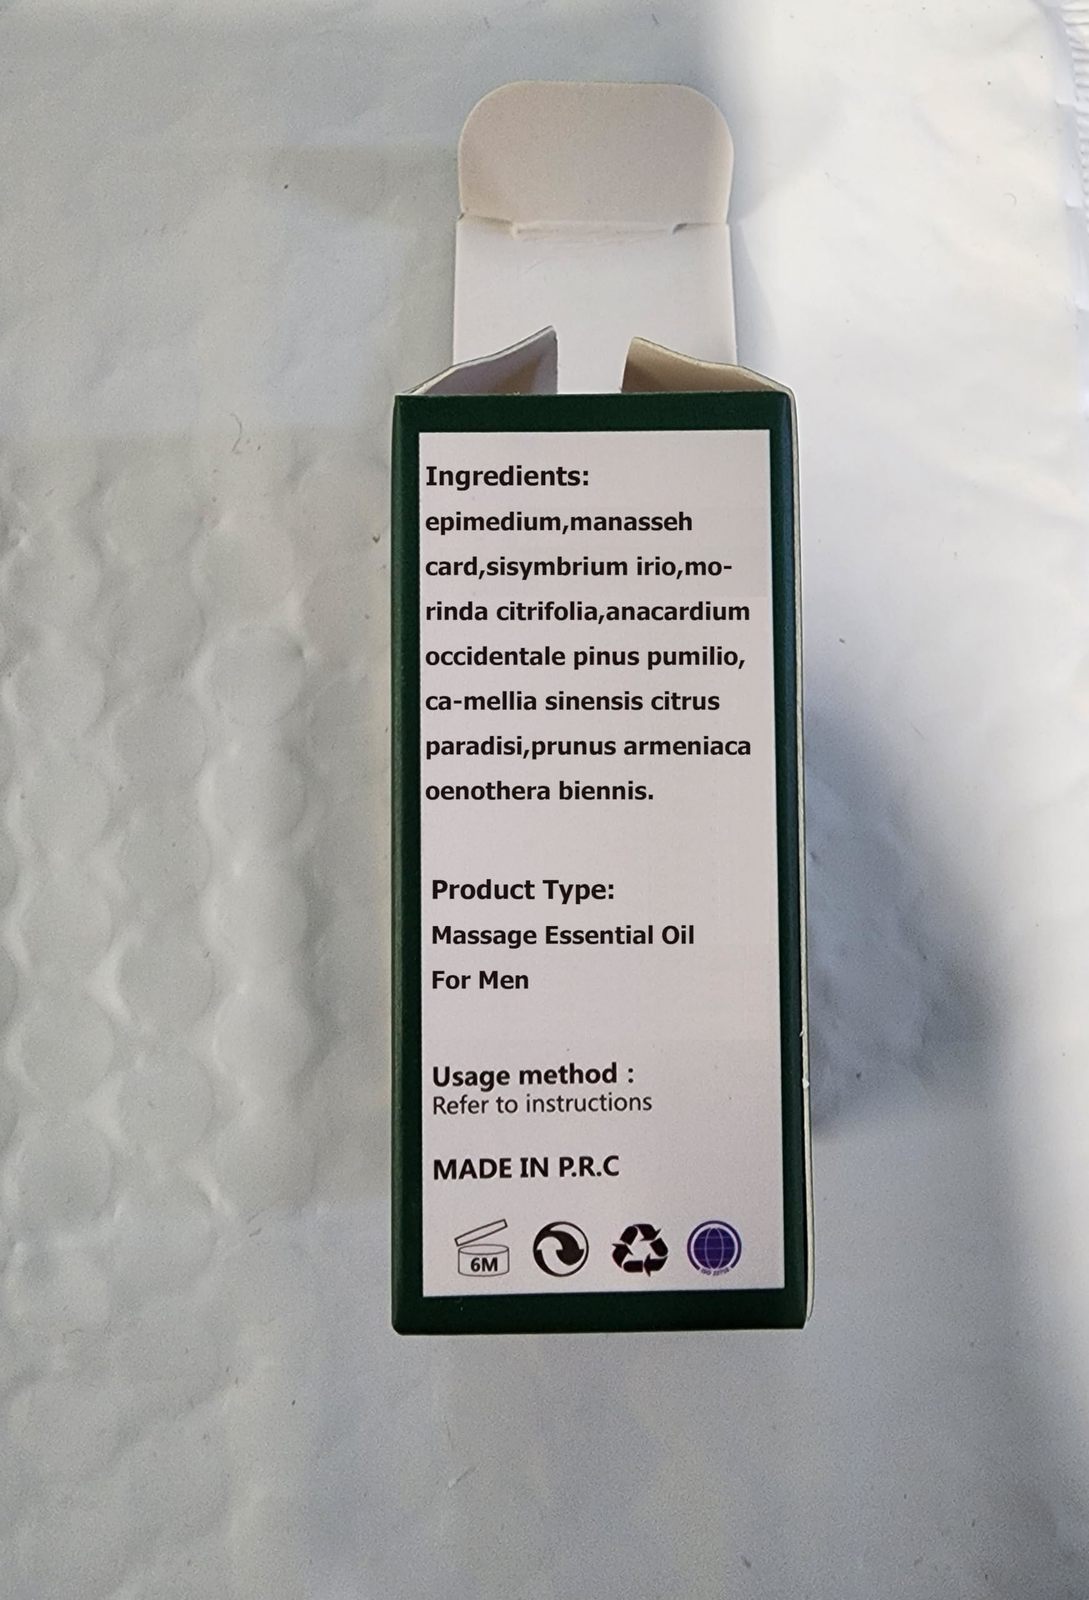 Ingredients:
epimedium,manasseh
card,sisymbrium irio,mo-
rinda citrifolia,anacardium
occidentale pinus pumilio,
ca-mellia sinensis citrus
paradisi,prunus armeniaca
oenothera biennis.
Product Type:
Massage Essential Oil
For Men
Usage method :
Refer to instructions
MADE IN P.R.C
6M